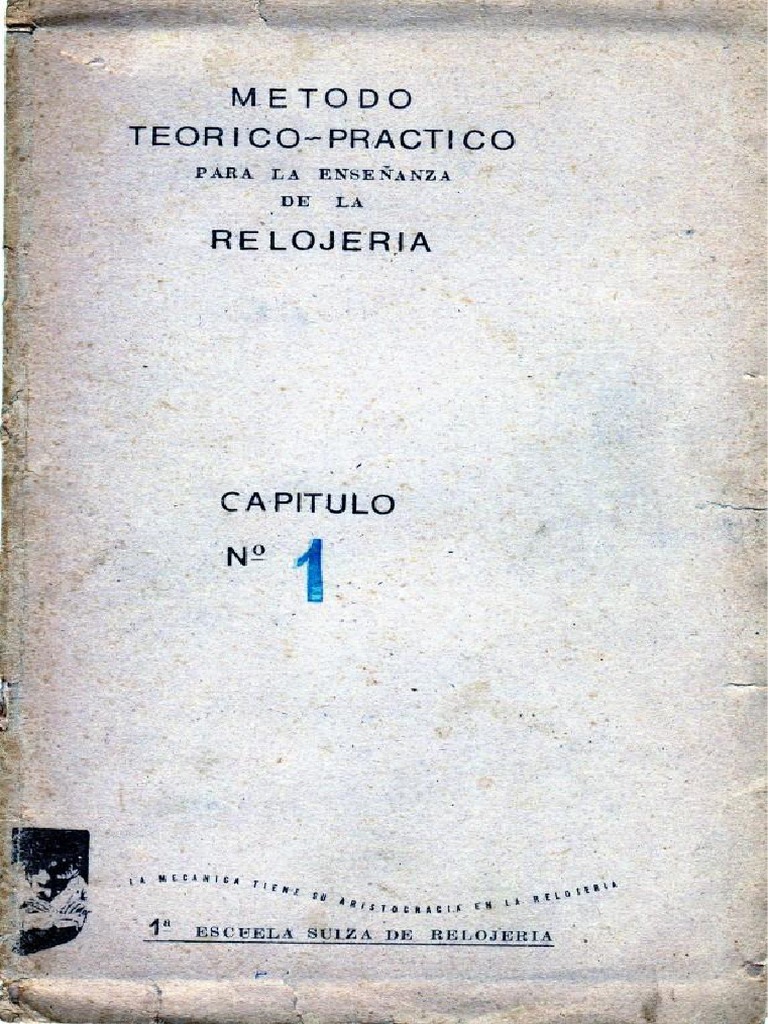 METODO
TEORICO-PRACTICO
PARA LA ENSEÑANZA
DE LA
RELOJERIA
CAPITULO
Nº 1
LA MECANICA TIENE SU ARISTOCRACIA EN LA RELOJERIA
1ª ESCUELA SUIZA DE RELOJERIA